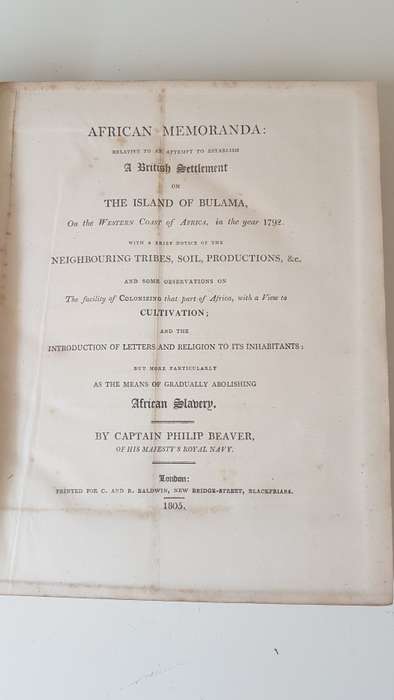 AFRICAN MEMORANDA:
RELATIVE TO AN ATTEMPT TO ESTABLISH
A British Settlement
ON
THE ISLAND OF BULAMA,
On the WESTERN COAST of AFRICA, in the year 1792.
WITH A BRIEF NOTICE OF THE
NEIGHBOURING TRIBES, SOIL, PRODUCTIONS, &c.
AND SOME OBSERVATIONS ON
The facility of COLONIZING that part of Africa, with a View to
CULTIVATION;
AND THE
INTRODUCTION OF LETTERS AND RELIGION TO ITS INHABITANTS:
BUT MORE PARTICULARLY
AS THE MEANS OF GRADUALLY ABOLISHING
African Slavery.
BY CAPTAIN PHILIP BEAVER,
OF HIS MAJESTY'S ROYAL NAVY.
London:
PRINTED FOR C. AND R. BALDWIN, NEW BRIDGE-STREET, BLACKFRIARS.
1805.